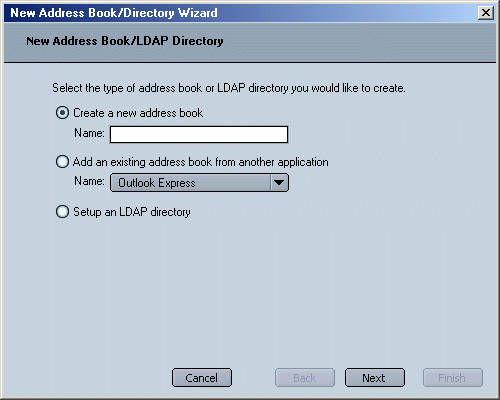 New Address Book/Directory Wizard
New Address Book/LDAP Directory
Select the type of address book or LDAP directory you would like to create.
Create a new address book
Name:
Add an existing address book from another application
Name: Outlook Express
Setup an LDAP directory
Cancel Back Next Finish